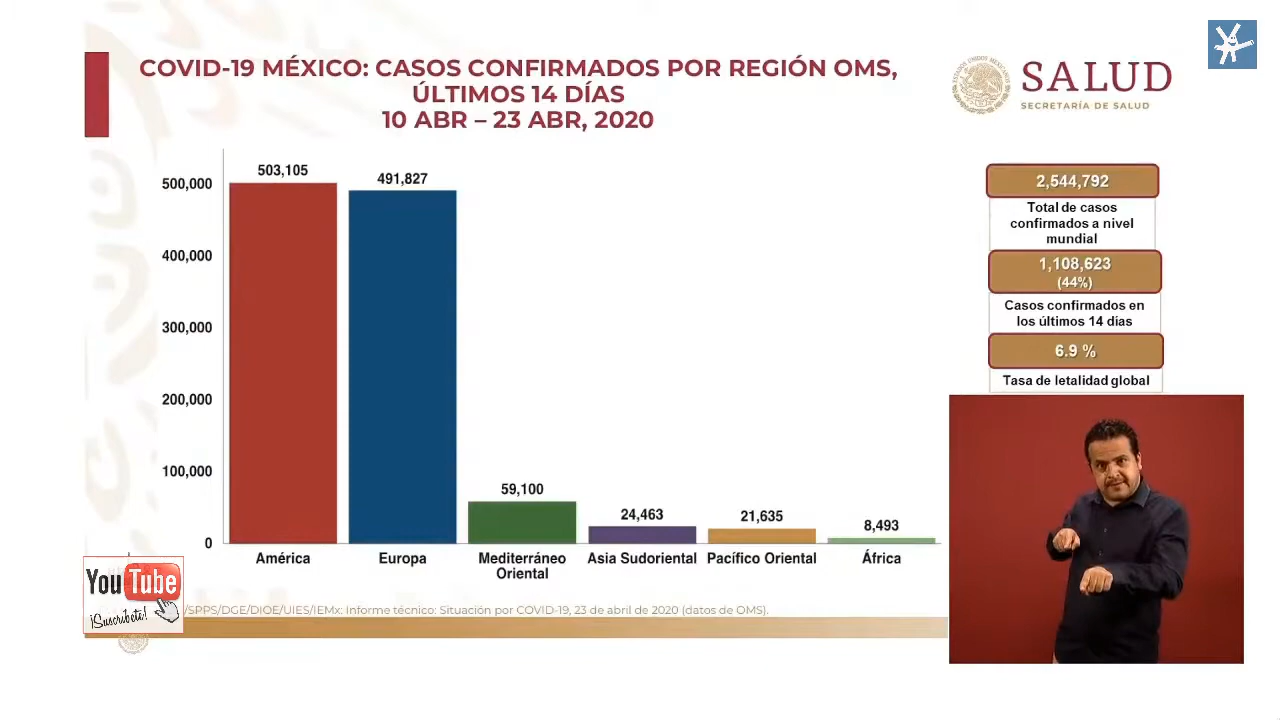 COVID-19 MÉXICO: CASOS CONFIRMADOS POR REGIÓN OMS,
ÚLTIMOS 14 DÍAS
10 ABR – 23 ABR, 2020
SALUD
SECRETARÍA DE SALUD
503,105
491,827
59,100
24,463
21,635
8,493
500,000
400,000
300,000
200,000
100,000
0
América
Europa
Mediterráneo
Oriental
Asia Sudoriental
Pacífico Oriental
África
2,544,792
Total de casos
confirmados a nivel
mundial
1,108,623
(44%)
Casos confirmados en
los últimos 14 días
6.9 %
Tasa de letalidad global
YouTube
¡Suscríbete!
/SPPS/DGE/DIOE/UIES/IEMx: Informe técnico: Situación por COVID-19, 23 de abril de 2020 (datos de OMS).